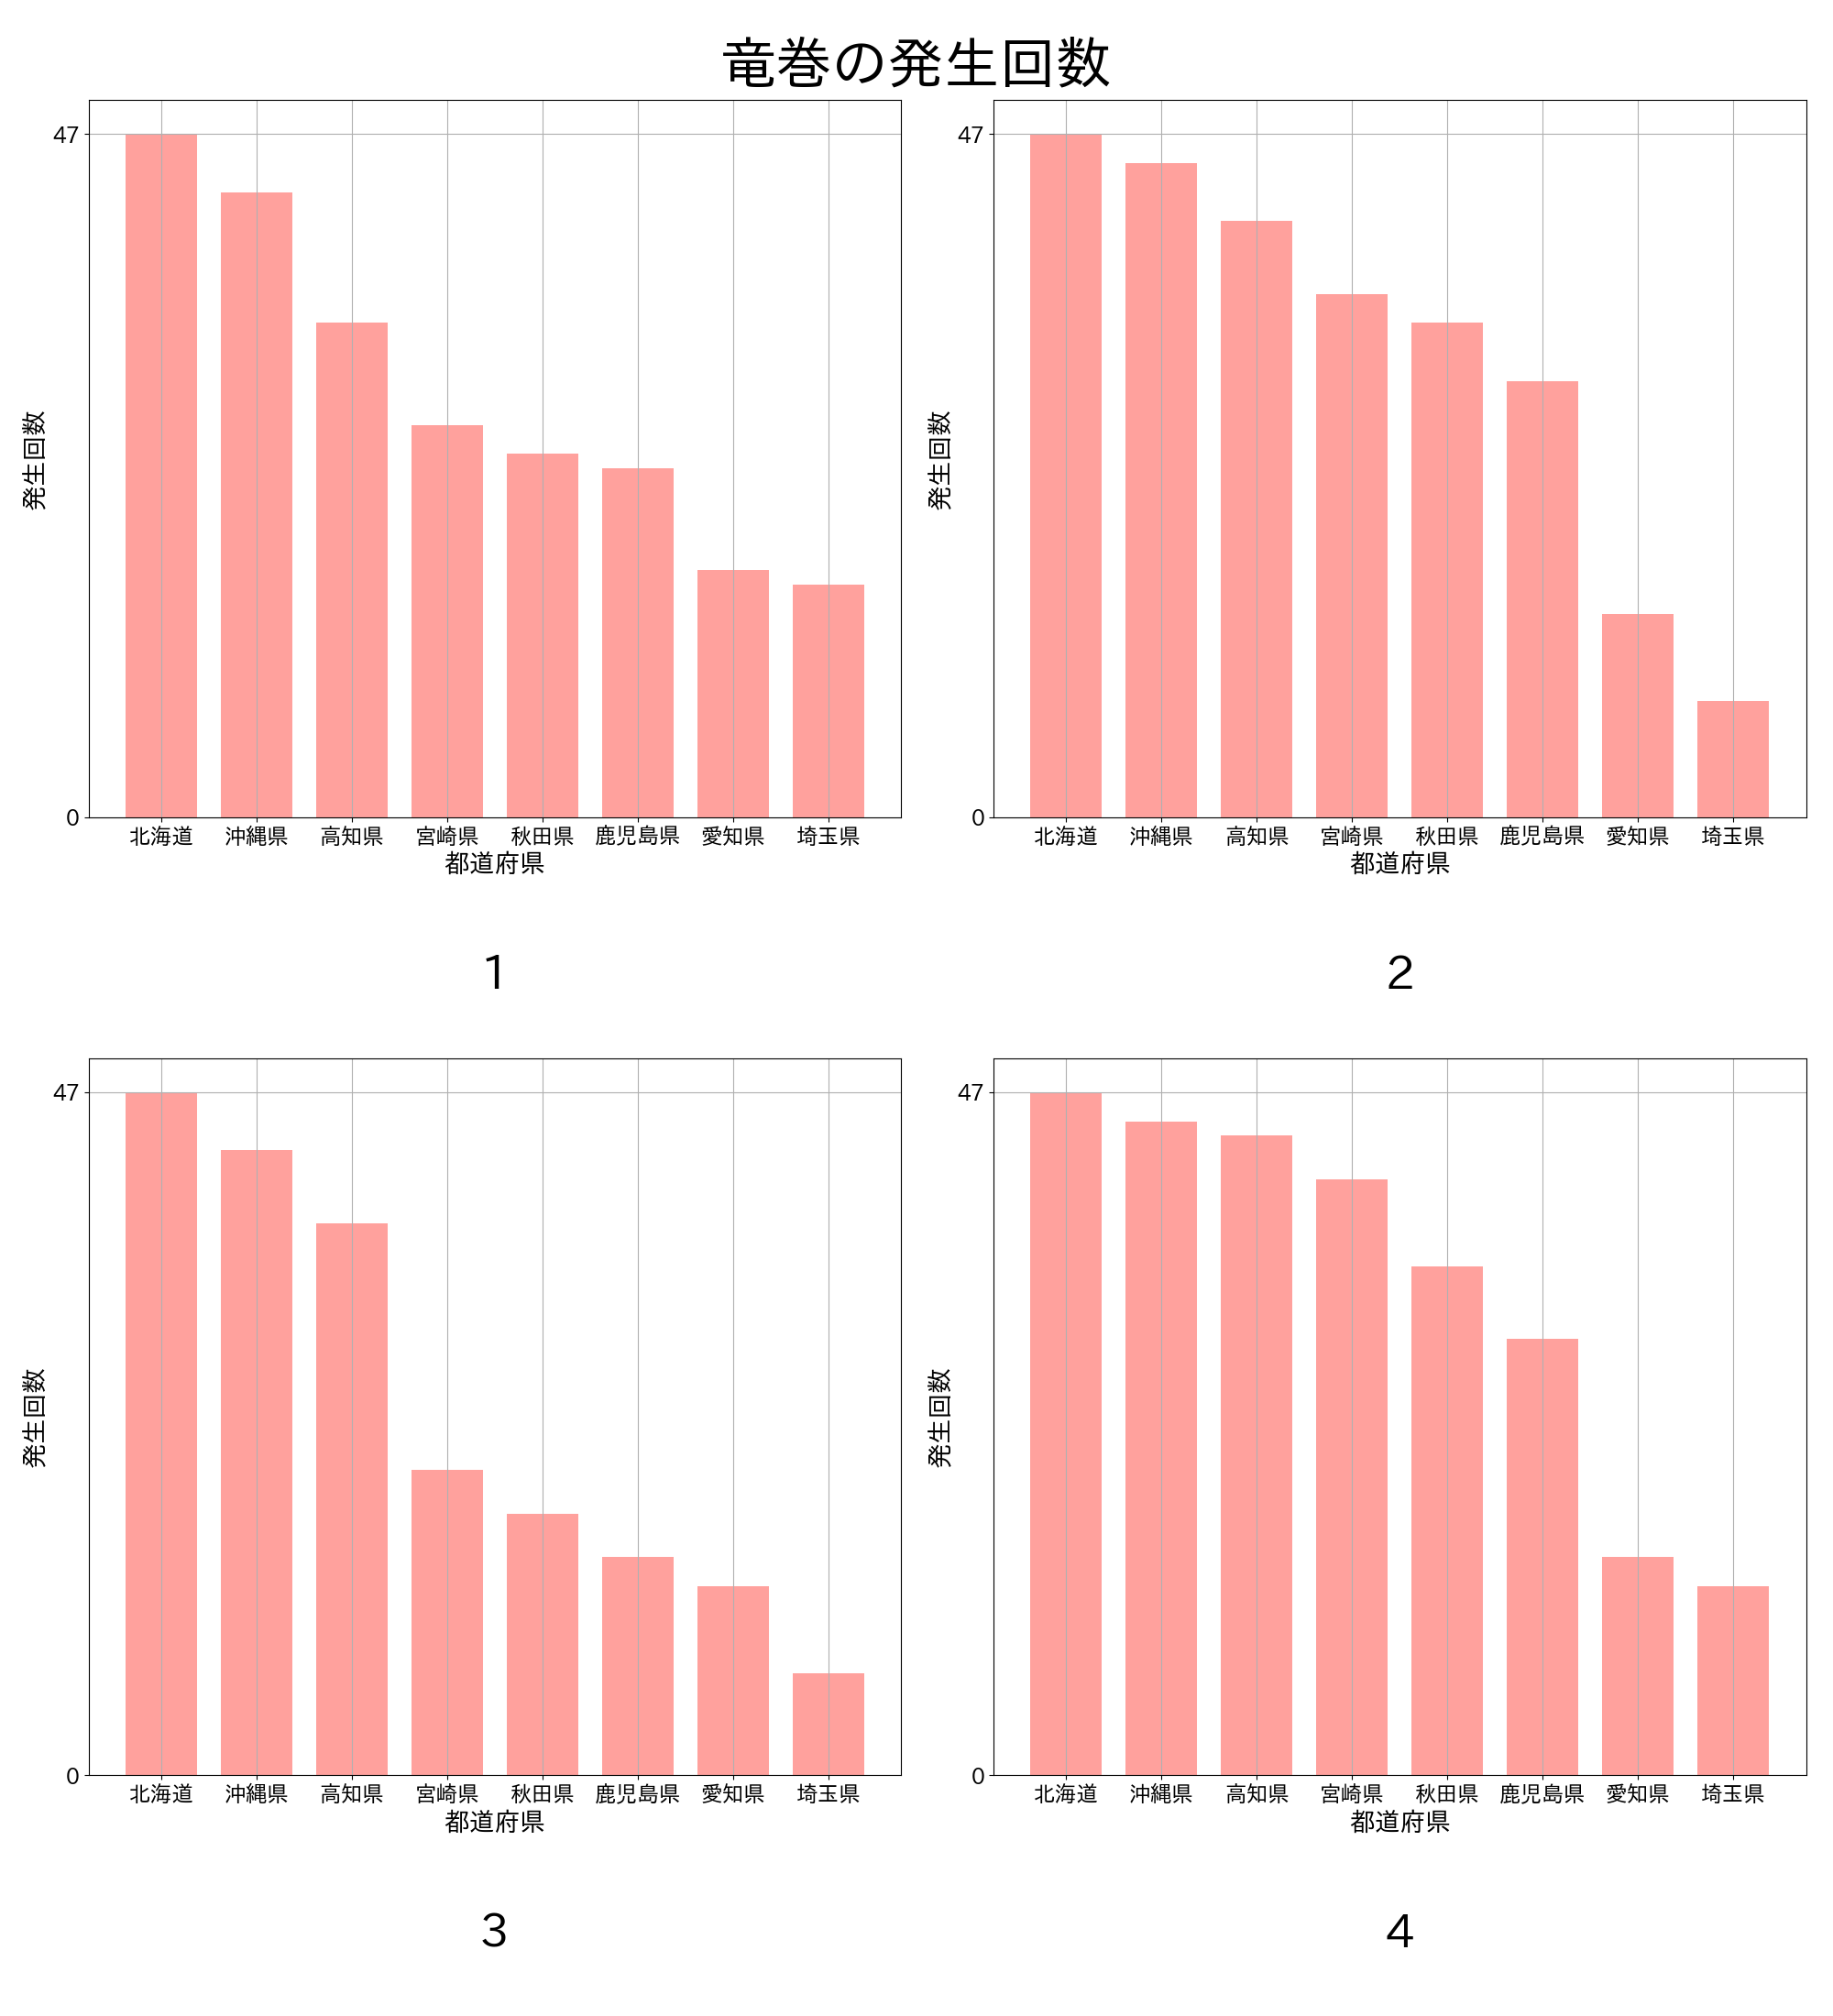 竜巻の発生回数
47
0
発生回数
北海道 沖縄県 高知県 宮崎県 秋田県 鹿児島県 愛知県 埼玉県
都道府県
1
47
0
発生回数
北海道 沖縄県 高知県 宮崎県 秋田県 鹿児島県 愛知県 埼玉県
都道府県
2
47
0
発生回数
北海道 沖縄県 高知県 宮崎県 秋田県 鹿児島県 愛知県 埼玉県
都道府県
3
47
0
発生回数
北海道 沖縄県 高知県 宮崎県 秋田県 鹿児島県 愛知県 埼玉県
都道府県
4